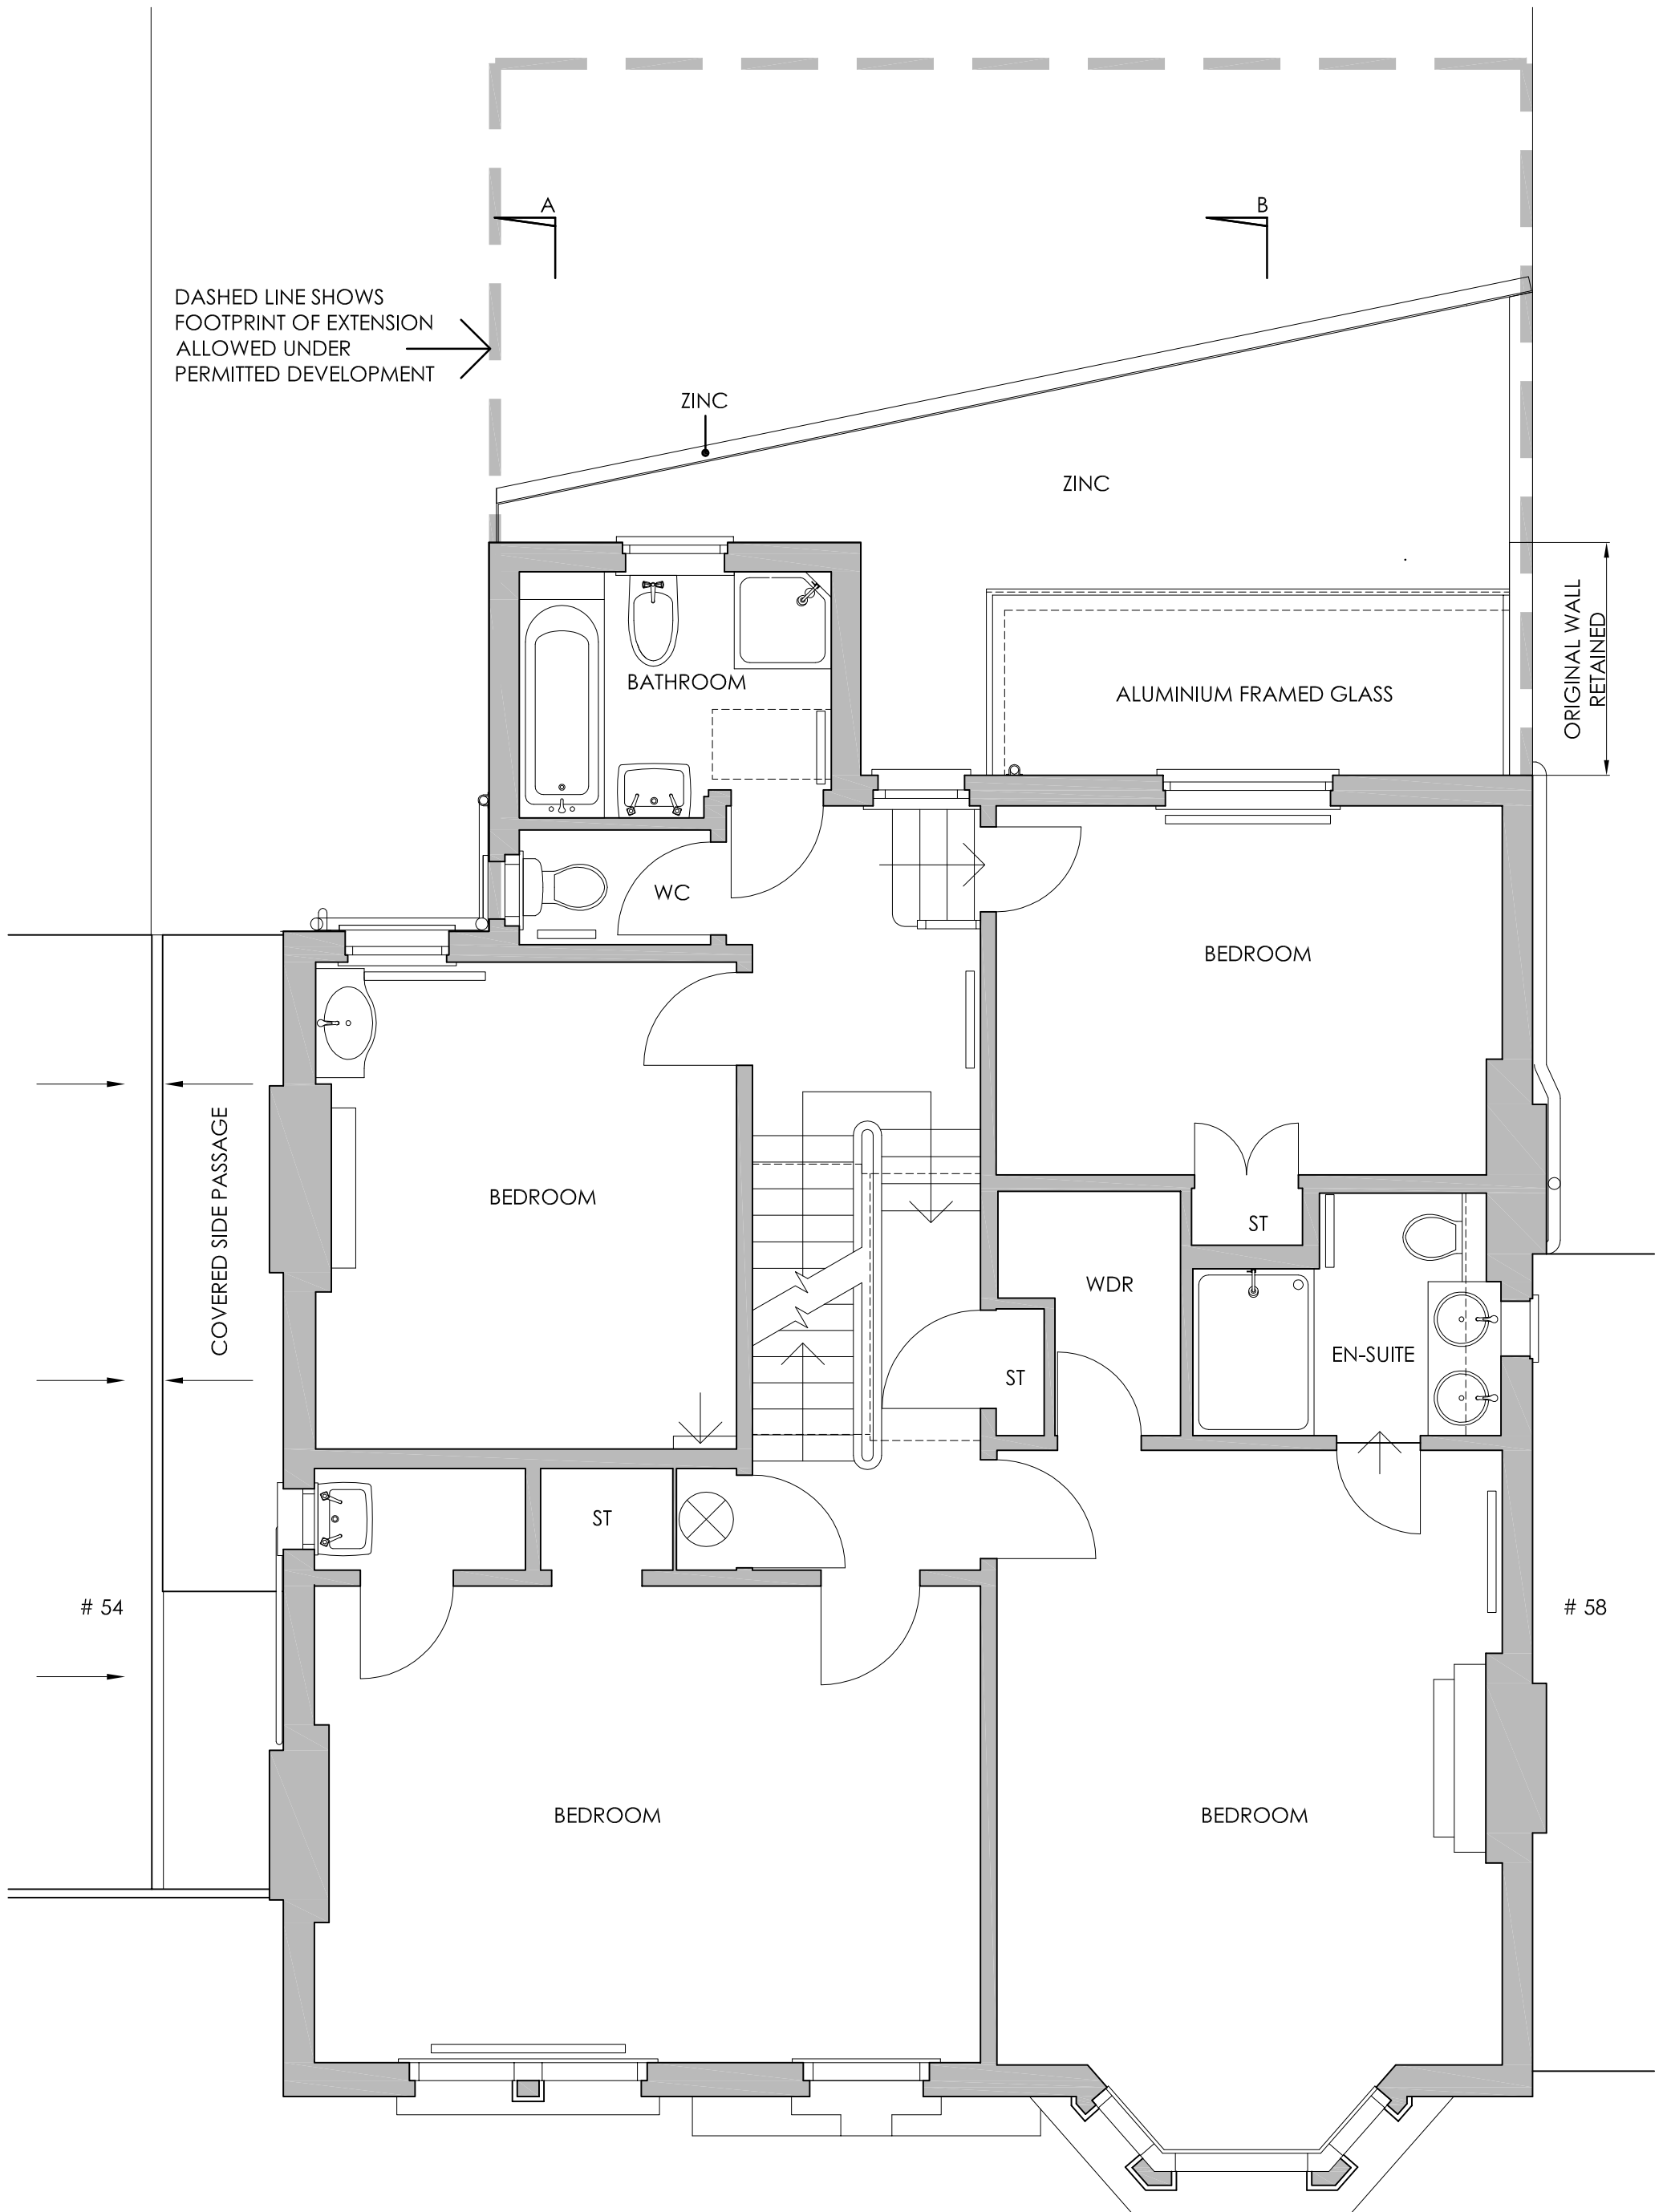 A
B
DASHED LINE SHOWS
FOOTPRINT OF EXTENSION
ALLOWED UNDER
PERMITTED DEVELOPMENT
ZINC
ZINC
ORIGINAL WALL
RETAINED
BATHROOM
ALUMINIUM FRAMED GLASS
WC
BEDROOM
COVERED SIDE PASSAGE
BEDROOM
ST
WDR
EN-SUITE
ST
ST
# 54
# 58
BEDROOM
BEDROOM